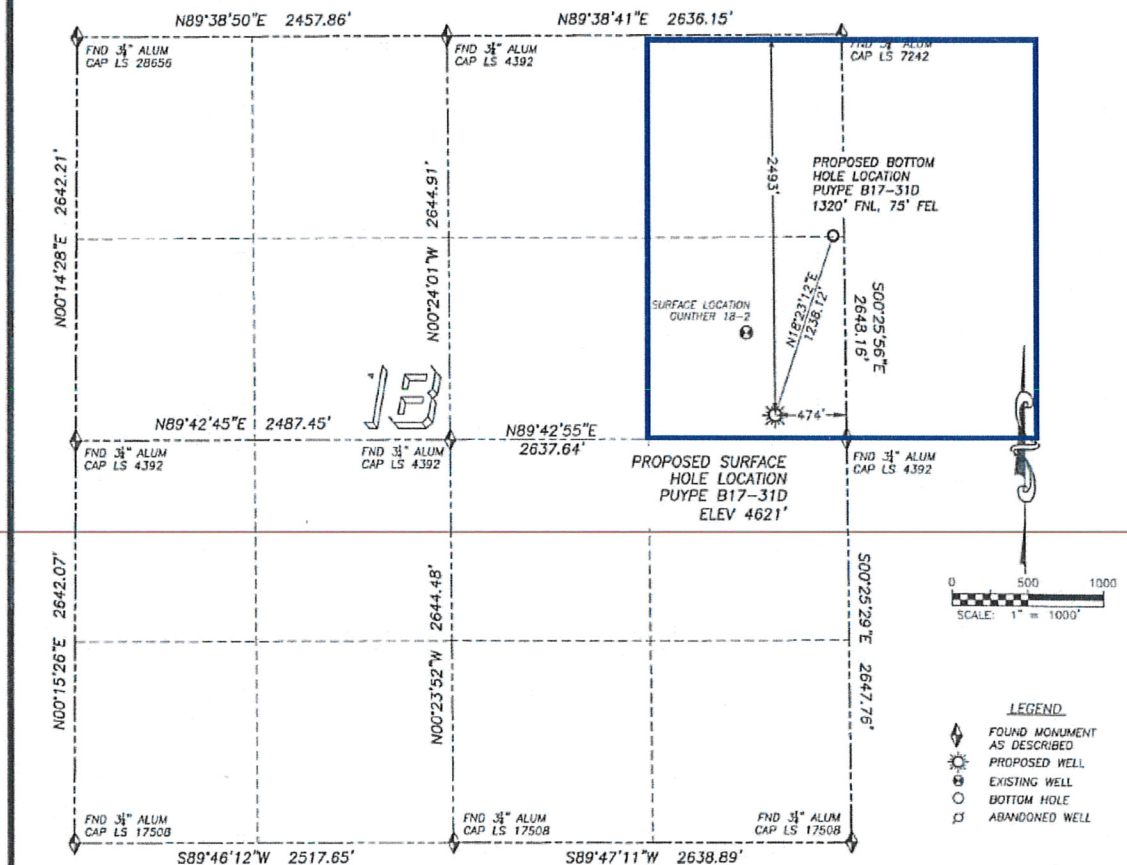 N89°38'50"E 2457.86'
N89°38'41"E 2636.15'
FND 3¼" ALUM
CAP LS 28656
FND 3¼" ALUM
CAP LS 4392
FND 3¼" ALUM
CAP LS 7242
N00°14'28"E 2642.21'
N00°24'01"W 2644.91'
2493'
PROPOSED BOTTOM
HOLE LOCATION
PUYPE B17-31D
1320' FNL, 75' FEL
SURFACE LOCATION
GUNTHER 18-2
N18°23'12"E
1238.12'
S00°25'56"E
2648.16'
18
474'
N89°42'45"E 2487.45'
N89°42'55"E
2637.64'
FND 3¼" ALUM
CAP LS 4392
FND 3¼" ALUM
CAP LS 4392
FND 3¼" ALUM
CAP LS 4392
PROPOSED SURFACE
HOLE LOCATION
PUYPE B17-31D
ELEV 4621'
N00°15'26"E 2642.07'
N00°23'52"W 2644.48'
S00°25'29"E 2647.76'
0 500 1000
SCALE: 1" = 1000'
LEGEND
FOUND MONUMENT
AS DESCRIBED
PROPOSED WELL
EXISTING WELL
BOTTOM HOLE
ABANDONED WELL
FND 3¼" ALUM
CAP LS 17508
FND 3¼" ALUM
CAP LS 17508
FND 3¼" ALUM
CAP LS 17508
S89°46'12"W 2517.65'
S89°47'11"W 2638.89'